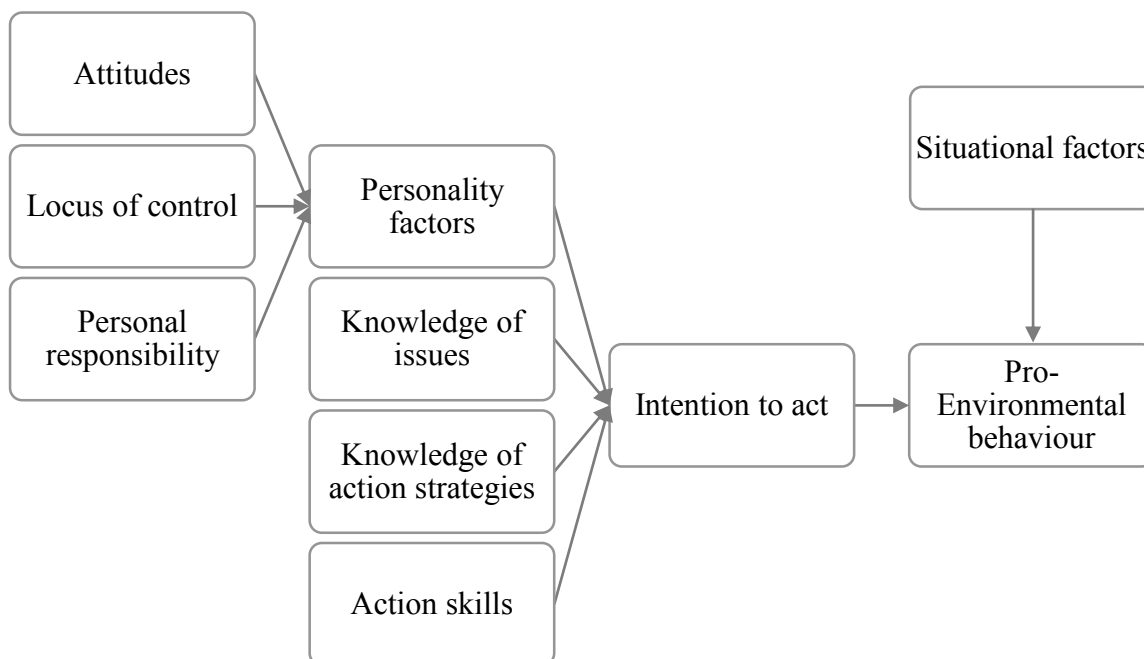 Attitudes
Locus of control
Personal
responsibility
Personality
factors
Knowledge of
issues
Knowledge of
action strategies
Action skills
Intention to act
Situational factors
Pro-
Environmental
behaviour